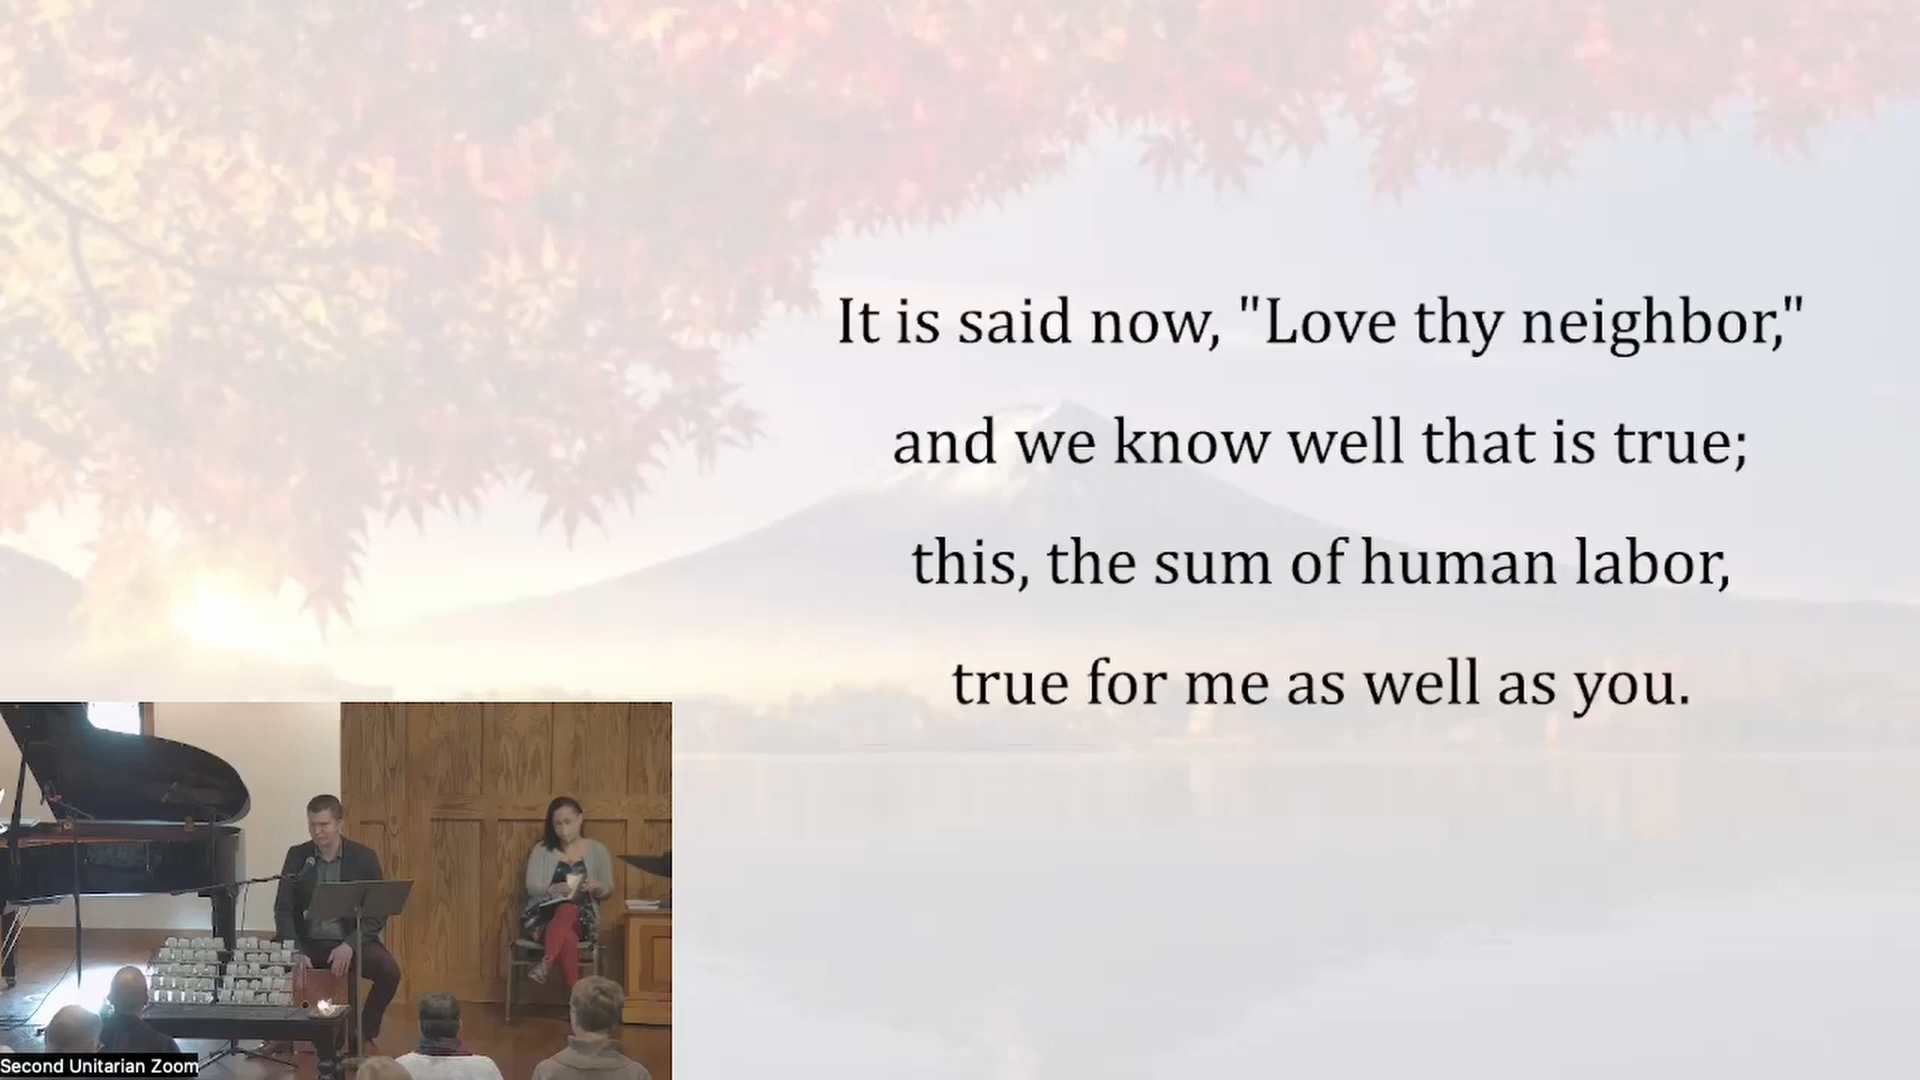 It is said now, "Love thy neighbor,"
and we know well that is true;
this, the sum of human labor,
true for me as well as you.
Second Unitarian Zoom